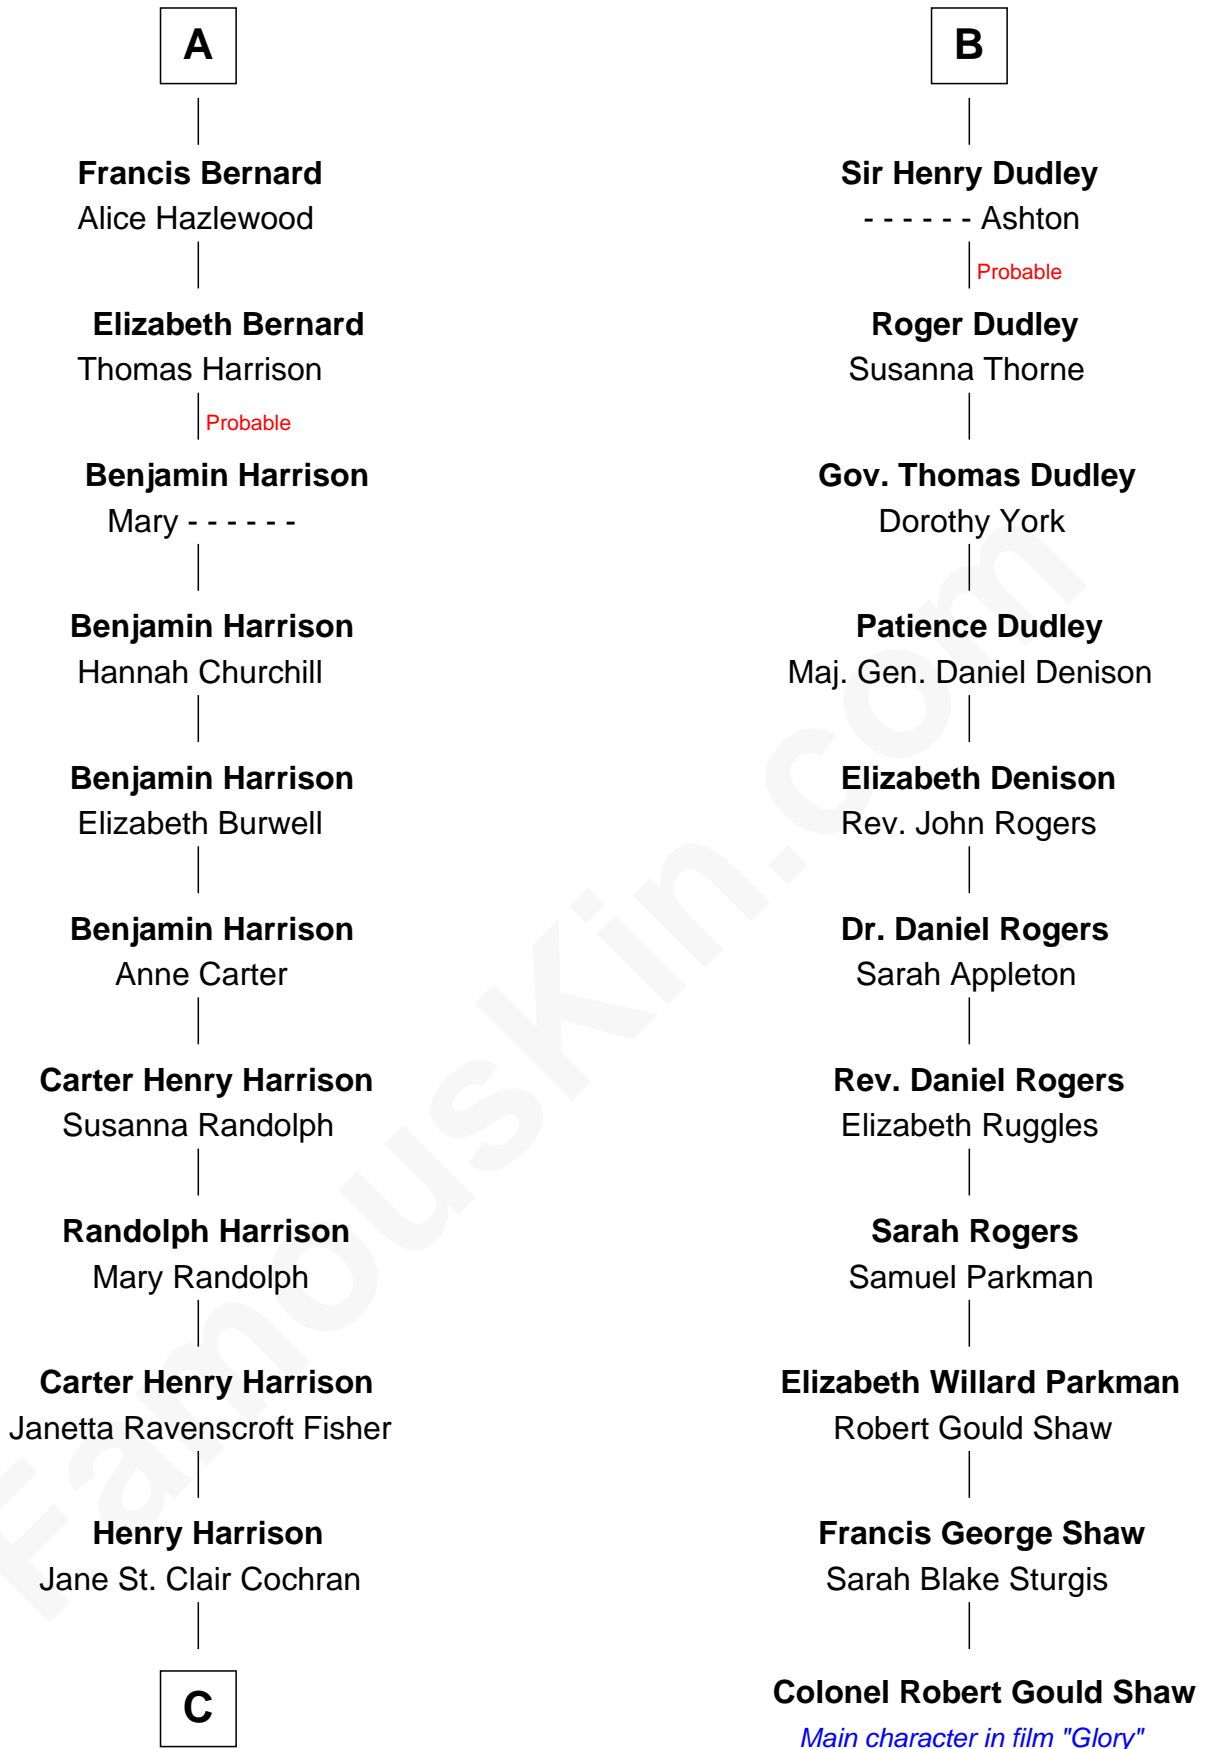 A
Francis Bernard
Alice Hazlewood
Elizabeth Bernard
Thomas Harrison
Probable
Benjamin Harrison
Mary - - - - - -
Benjamin Harrison
Hannah Churchill
Benjamin Harrison
Elizabeth Burwell
Benjamin Harrison
Anne Carter
Carter Henry Harrison
Susanna Randolph
Randolph Harrison
Mary Randolph
Carter Henry Harrison
Janetta Ravenscroft Fisher
Henry Harrison
Jane St. Clair Cochran
C
B
Sir Henry Dudley
- - - - - - Ashton
Probable
Roger Dudley
Susanna Thorne
Gov. Thomas Dudley
Dorothy York
Patience Dudley
Maj. Gen. Daniel Denison
Elizabeth Denison
Rev. John Rogers
Dr. Daniel Rogers
Sarah Appleton
Rev. Daniel Rogers
Elizabeth Ruggles
Sarah Rogers
Samuel Parkman
Elizabeth Willard Parkman
Robert Gould Shaw
Francis George Shaw
Sarah Blake Sturgis
Colonel Robert Gould Shaw
Main character in film "Glory"
FamousKin.com